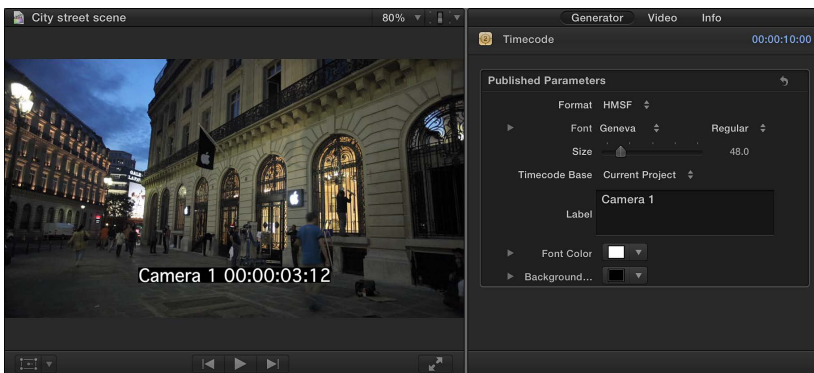 City street scene
80%
Generator
Video
Info
Timecode
00:00:10:00
Published Parameters
Format HMSF
Font Geneva Regular
Size 48.0
Timecode Base Current Project
Label Camera 1
Font Color
Background...
Camera 1 00:00:03:12